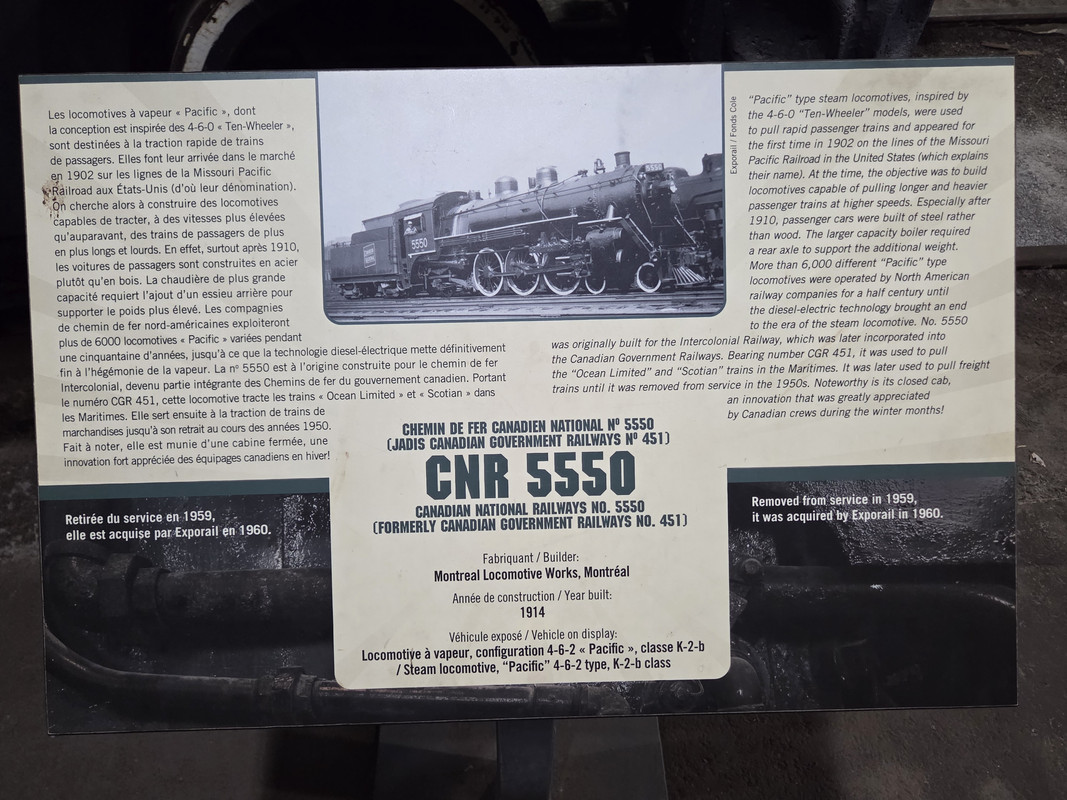 Les locomotives à vapeur « Pacific », dont
la conception est inspirée des 4-6-0 « Ten-Wheeler »,
sont destinées à la traction rapide de trains
de passagers. Elles font leur arrivée dans le marché
en 1902 sur les lignes de la Missouri Pacific
Railroad aux États-Unis (d'où leur dénomination).
On cherche alors à construire des locomotives
capables de tracter, à des vitesses plus élevées
qu'auparavant, des trains de passagers de plus
en plus longs et lourds. En effet, surtout après 1910,
les voitures de passagers sont construites en acier
plutôt qu'en bois. La chaudière de plus grande
capacité requiert l'ajout d'un essieu arrière pour
supporter le poids plus élevé. Les compagnies
de chemin de fer nord-américaines exploiteront
plus de 6000 locomotives « Pacific » variées pendant
une cinquantaine d'années, jusqu'à ce que la technologie diesel-électrique mette définitivement
fin à l'hégémonie de la vapeur. La nº 5550 est à l'origine construite pour le chemin de fer
Intercolonial, devenu partie intégrante des Chemins de fer du gouvernement canadien. Portant
le numéro CGR 451, cette locomotive tracte les trains « Ocean Limited » et « Scotian » dans
les Maritimes. Elle sert ensuite à la traction de trains de
marchandises jusqu'à son retrait au cours des années 1950.
Fait à noter, elle est munie d'une cabine fermée, une
innovation fort appréciée des équipages canadiens en hiver!
5550
5550
Exporail / Fonds Cole
"Pacific" type steam locomotives, inspired by
the 4-6-0 "Ten-Wheeler" models, were used
to pull rapid passenger trains and appeared for
the first time in 1902 on the lines of the Missouri
Pacific Railroad in the United States (which explains
their name). At the time, the objective was to build
locomotives capable of pulling longer and heavier
passenger trains at higher speeds. Especially after
1910, passenger cars were built of steel rather
than wood. The larger capacity boiler required
a rear axle to support the additional weight.
More than 6,000 different "Pacific" type
locomotives were operated by North American
railway companies for a half century until
the diesel-electric technology brought an end
to the era of the steam locomotive. No. 5550
was originally built for the Intercolonial Railway, which was later incorporated into
the Canadian Government Railways. Bearing number CGR 451, it was used to pull
the "Ocean Limited" and "Scotian" trains in the Maritimes. It was later used to pull freight
trains until it was removed from service in the 1950s. Noteworthy is its closed cab,
an innovation that was greatly appreciated
by Canadian crews during the winter months!
CHEMIN DE FER CANADIEN NATIONAL Nº 5550
(JADIS CANADIAN GOVERNMENT RAILWAYS Nº 451)
CNR 5550
CANADIAN NATIONAL RAILWAYS NO. 5550
(FORMERLY CANADIAN GOVERNMENT RAILWAYS NO. 451)
Fabriquant / Builder:
Montreal Locomotive Works, Montréal
Année de construction / Year built:
1914
Véhicule exposé / Vehicle on display:
Locomotive à vapeur, configuration 4-6-2 « Pacific », classe K-2-b
/ Steam locomotive, "Pacific" 4-6-2 type, K-2-b class
Retirée du service en 1959,
elle est acquise par Exporail en 1960.
Removed from service in 1959,
it was acquired by Exporail in 1960.